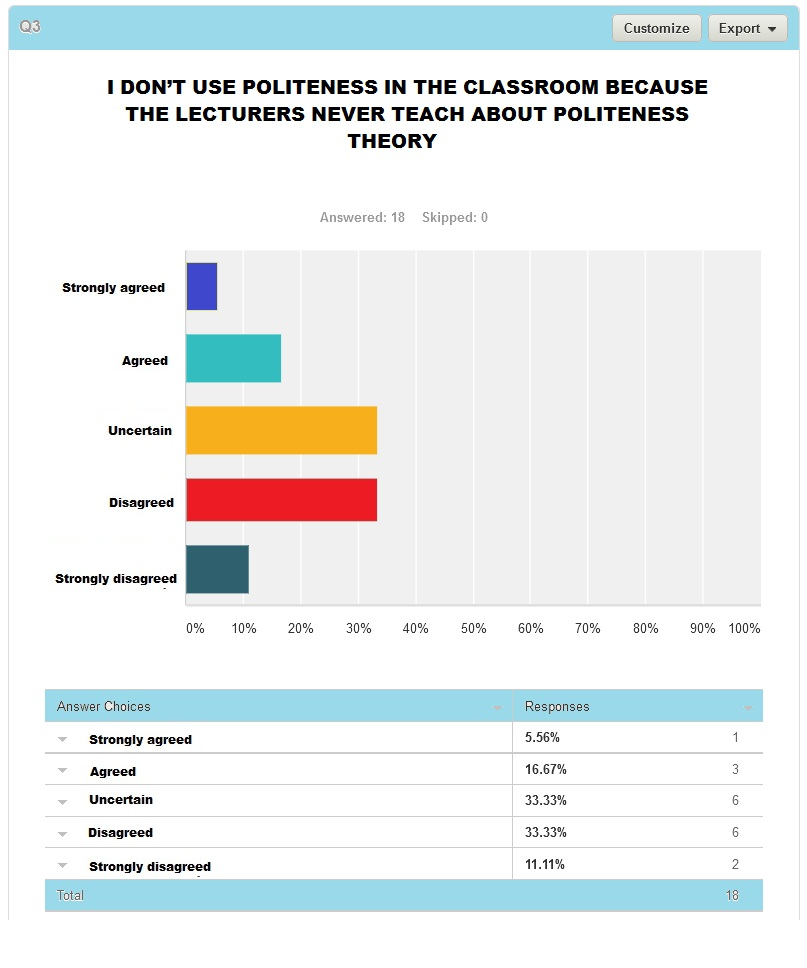 Q3
Customize
Export
I DON’T USE POLITENESS IN THE CLASSROOM BECAUSE
THE LECTURERS NEVER TEACH ABOUT POLITENESS
THEORY
Answered: 18 Skipped: 0
Strongly agreed
Agreed
Uncertain
Disagreed
Strongly disagreed
0% 10% 20% 30% 40% 50% 60% 70% 80% 90% 100%
Answer Choices Responses
Strongly agreed 5.56% 1
Agreed 16.67% 3
Uncertain 33.33% 6
Disagreed 33.33% 6
Strongly disagreed 11.11% 2
Total 18